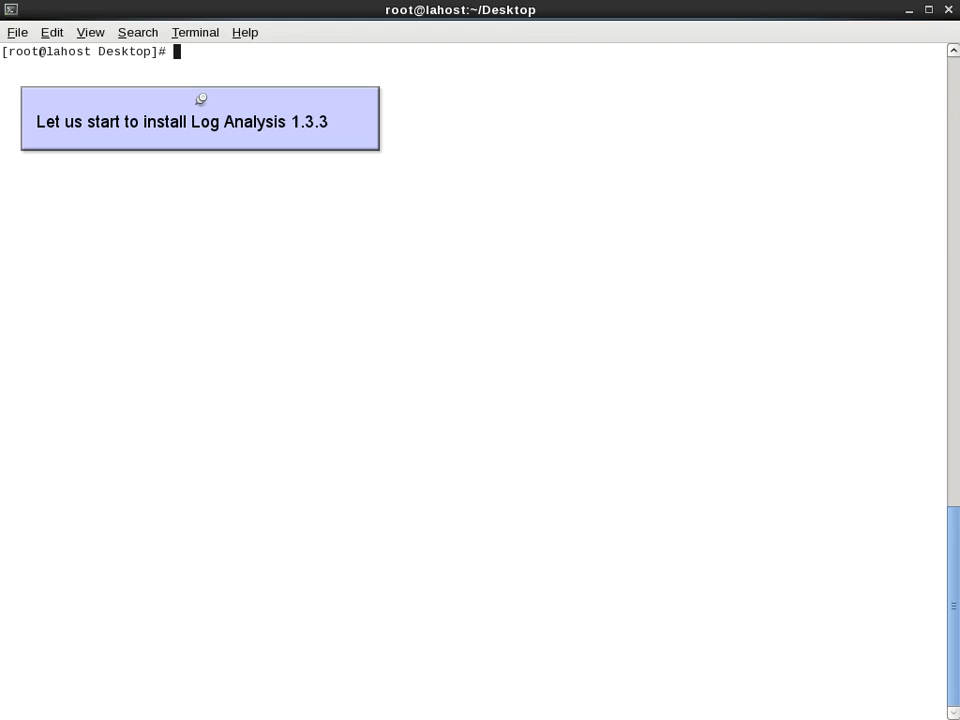 root@lahost:~/Desktop
File Edit View Search Terminal Help
[root@lahost Desktop]#
Let us start to install Log Analysis 1.3.3